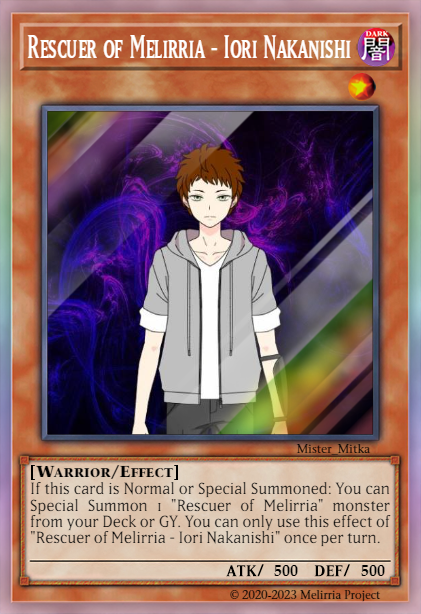 Rescuer of Melirria - Iori Nakanishi
DARK
闇
Mister_Mitka
[Warrior/Effect]
If this card is Normal or Special Summoned: You can
Special Summon 1 "Rescuer of Melirria" monster
from your Deck or GY. You can only use this effect of
"Rescuer of Melirria - Iori Nakanishi" once per turn.
ATK/ 500 DEF/ 500
© 2020-2023 Melirria Project